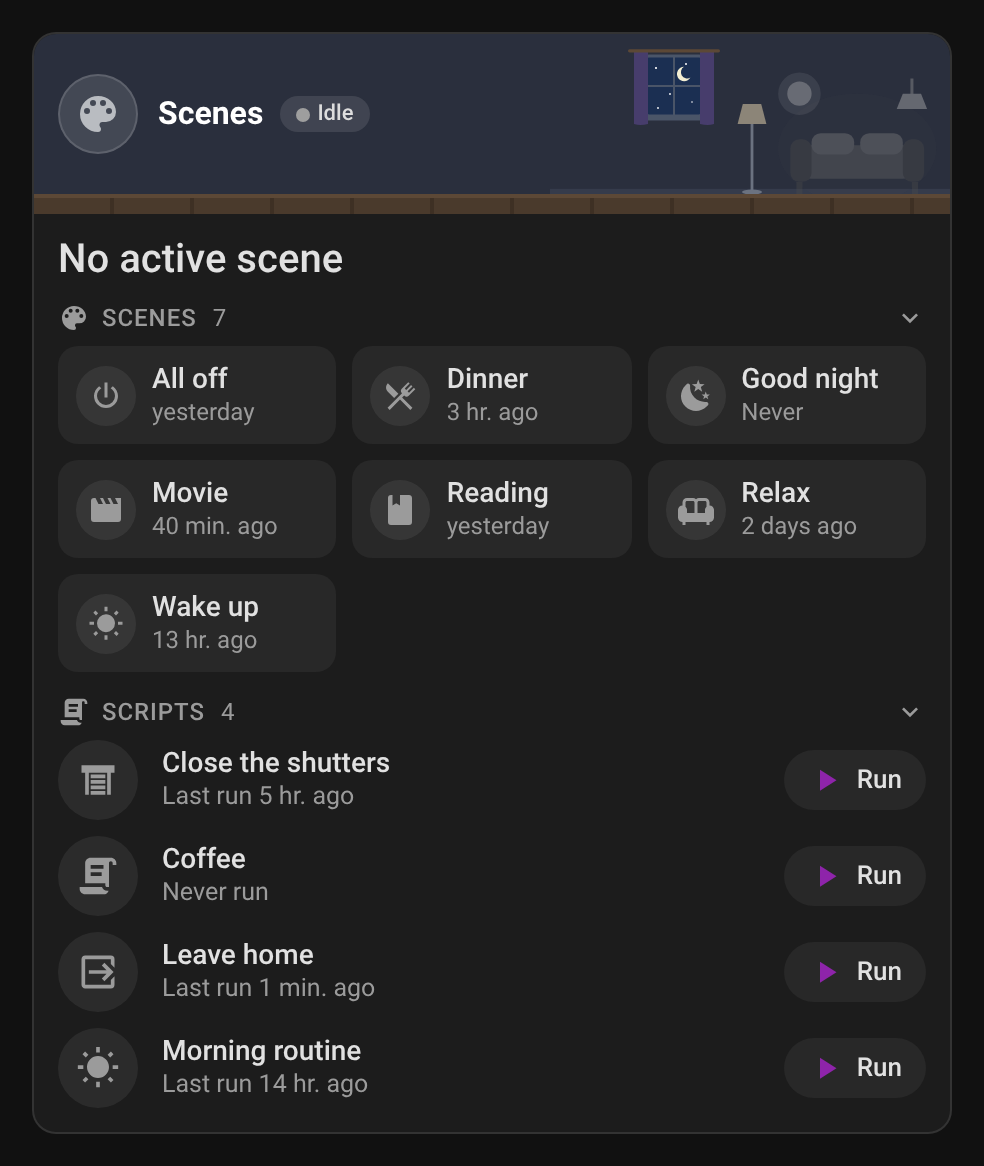 Scenes
Idle
No active scene
SCENES 7
All off
yesterday
Dinner
3 hr. ago
Good night
Never
Movie
40 min. ago
Reading
yesterday
Relax
2 days ago
Wake up
13 hr. ago
SCRIPTS 4
Close the shutters
Last run 5 hr. ago
Run
Coffee
Never run
Run
Leave home
Last run 1 min. ago
Run
Morning routine
Last run 14 hr. ago
Run